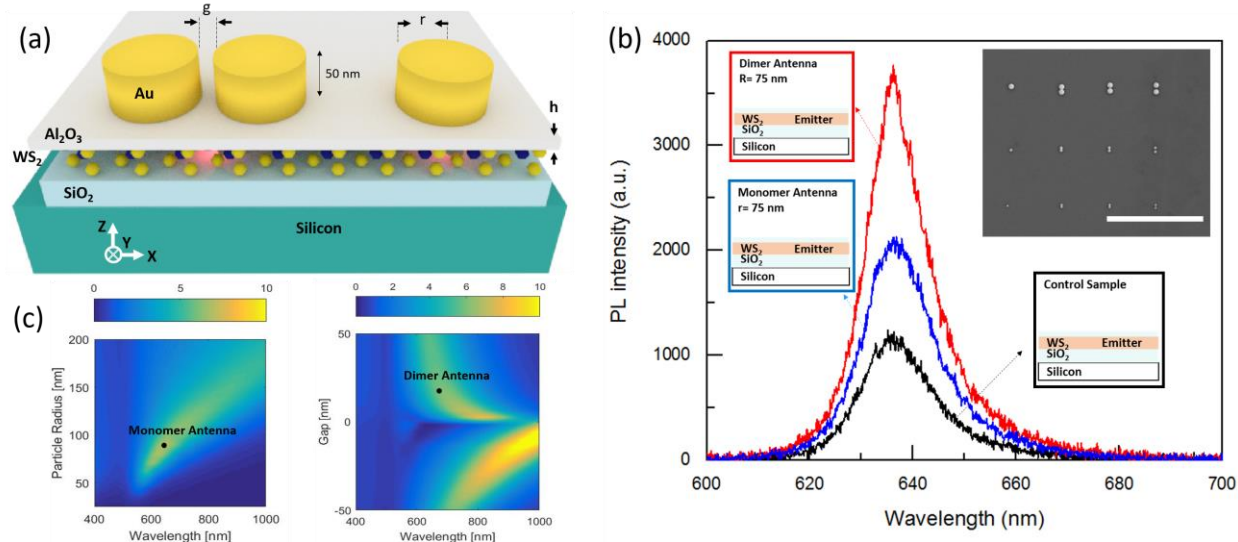 (a)
g
r
50 nm
Au
h
Al2O3
WS2
SiO2
Silicon
Z
Y
X
(b)
4000
3000
2000
1000
0
PL intensity (a.u.)
Dimer Antenna
R= 75 nm
WS2 Emitter
SiO2
Silicon
Monomer Antenna
r= 75 nm
WS2 Emitter
SiO2
Silicon
Control Sample
WS2 Emitter
SiO2
Silicon
600 620 640 660 680 700
Wavelength (nm)
(c)
0 5 10
200
150
100
50
Particle Radius [nm]
Monomer Antenna
400 600 800 1000
Wavelength [nm]
0 2 4 6 8 10
50
0
-50
Gap [nm]
Dimer Antenna
400 600 800 1000
Wavelength [nm]